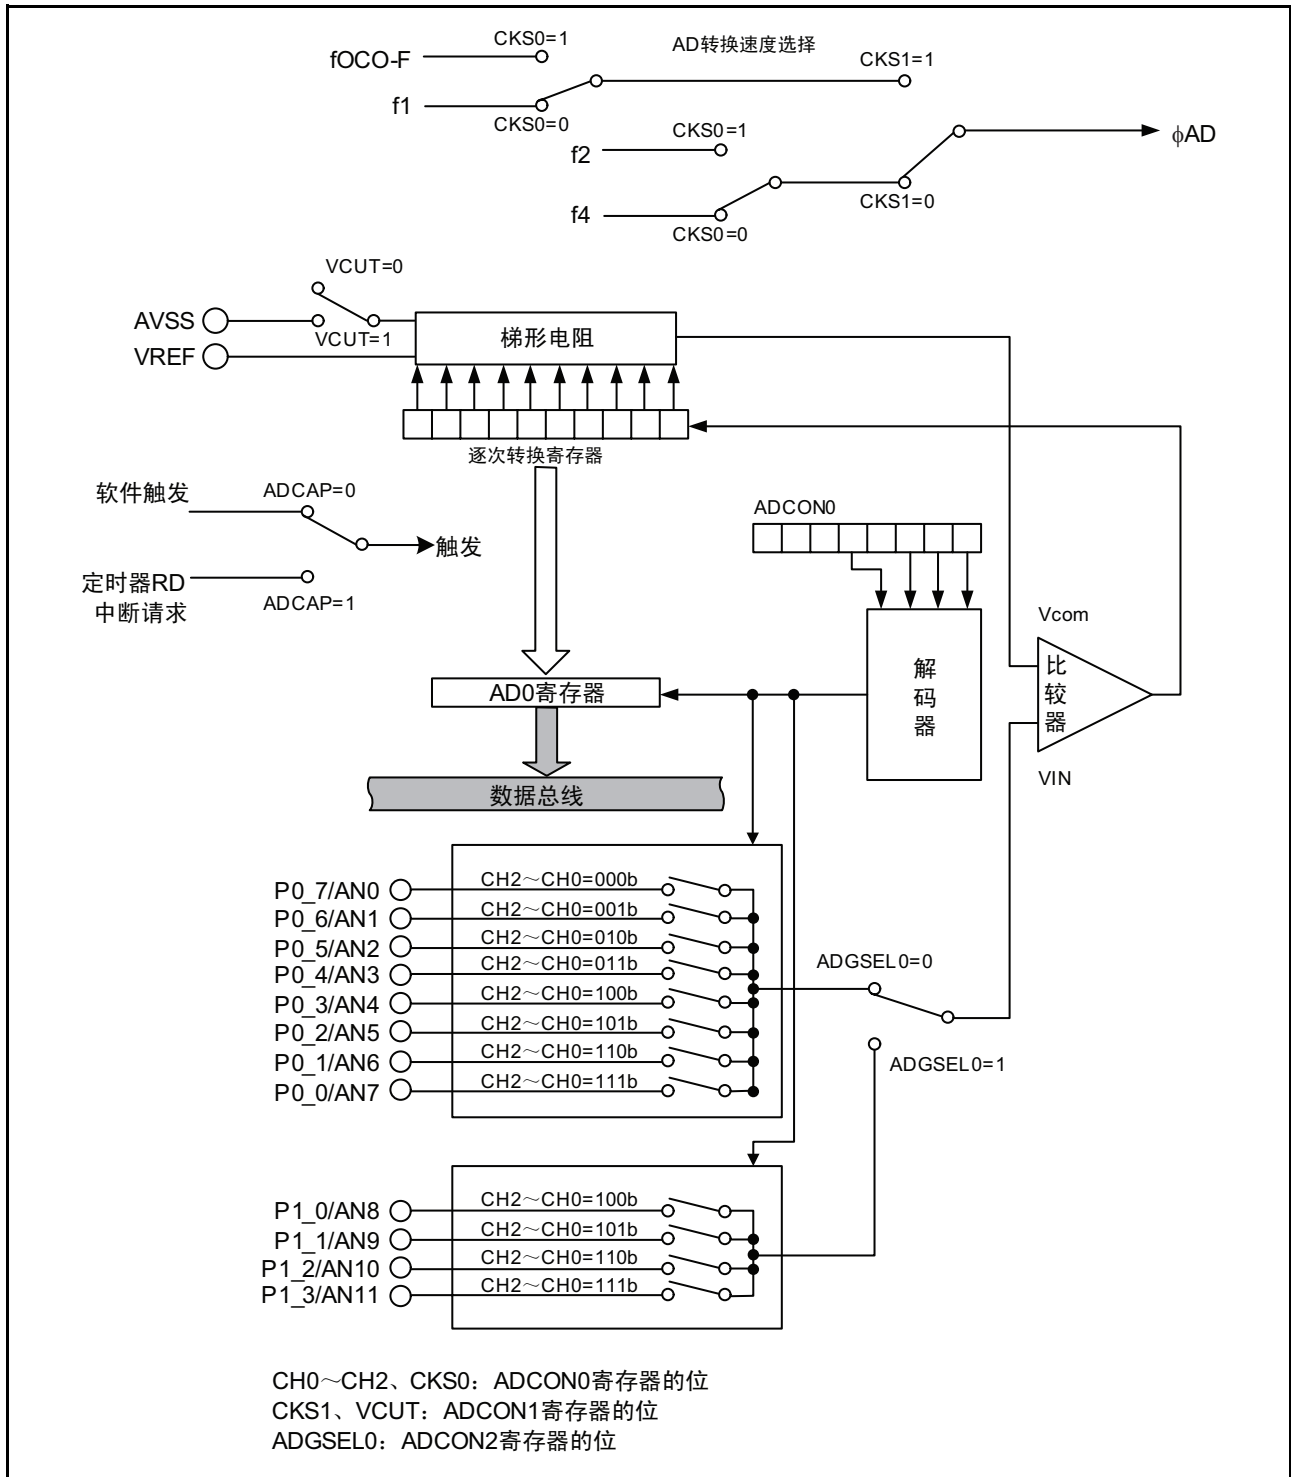 CKS0=1
AD转换速度选择
fOCO-F
CKS1=1
f1
CKS0=0
CKS0=1
f2
φAD
CKS1=0
f4
CKS0=0
VCUT=0
AVSS
VCUT=1
梯形电阻
VREF
逐次转换寄存器
软件触发
ADCAP=0
ADCON0
触发
定时器RD
中断请求
ADCAP=1
Vcom
解码器
比较器
AD0寄存器
VIN
数据总线
P0_7/AN0 CH2～CH0=000b
P0_6/AN1 CH2～CH0=001b
P0_5/AN2 CH2～CH0=010b
P0_4/AN3 CH2～CH0=011b
ADGSEL0=0
P0_3/AN4 CH2～CH0=100b
P0_2/AN5 CH2～CH0=101b
P0_1/AN6 CH2～CH0=110b
ADGSEL0=1
P0_0/AN7 CH2～CH0=111b
P1_0/AN8 CH2～CH0=100b
P1_1/AN9 CH2～CH0=101b
P1_2/AN10 CH2～CH0=110b
P1_3/AN11 CH2～CH0=111b
CH0～CH2、CKS0：ADCON0寄存器的位
CKS1、VCUT：ADCON1寄存器的位
ADGSEL0：ADCON2寄存器的位